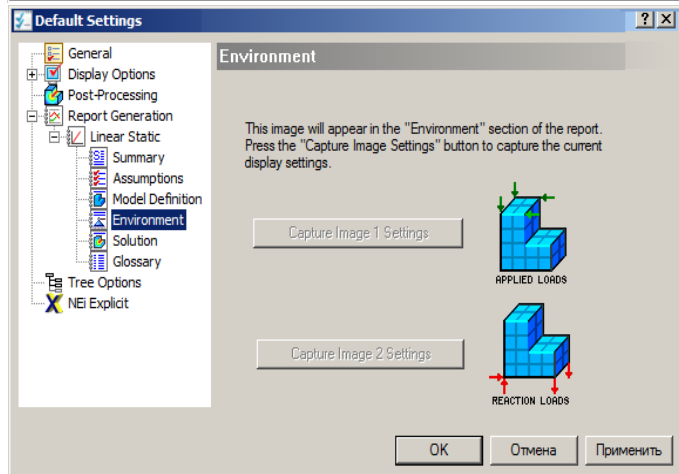 Default Settings
General
Display Options
Post-Processing
Report Generation
Linear Static
Summary
Assumptions
Model Definition
Environment
Solution
Glossary
Tree Options
NEi Explicit
Environment
This image will appear in the "Environment" section of the report.
Press the "Capture Image Settings" button to capture the current
display settings.
Capture Image 1 Settings
APPLIED LOADS
Capture Image 2 Settings
REACTION LOADS
OK
Отмена
Применить